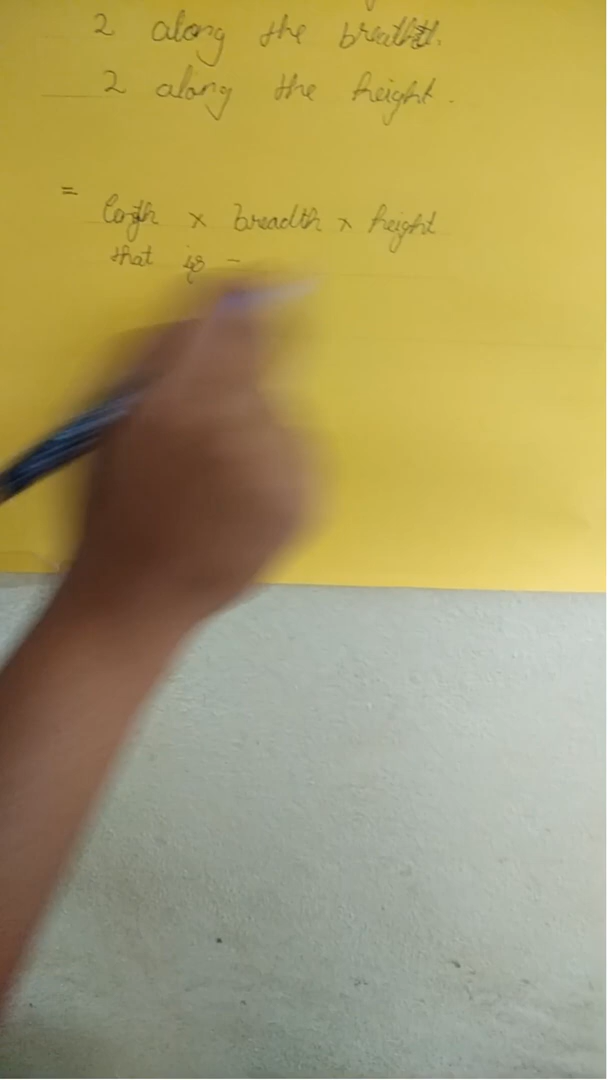 2 along the breadth.
2 along the height.
= length × breadth × height
that is -